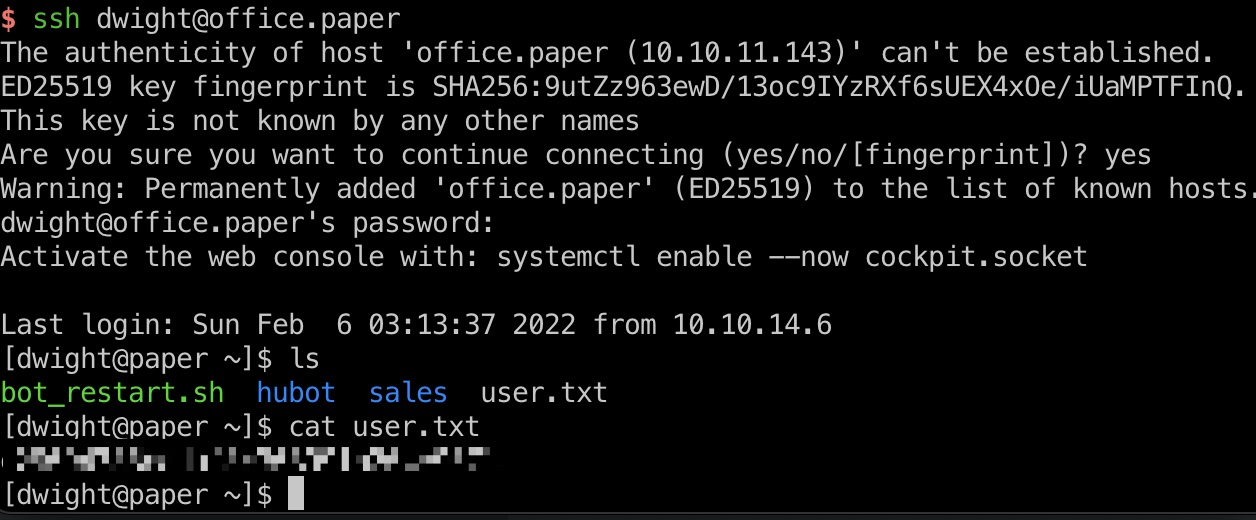 $ ssh dwight@office.paper
The authenticity of host 'office.paper (10.10.11.143)' can't be established.
ED25519 key fingerprint is SHA256:9utZz963ewD/13oc9IYzRXf6sUEX4xOe/iUaMPTFInQ.
This key is not known by any other names
Are you sure you want to continue connecting (yes/no/[fingerprint])? yes
Warning: Permanently added 'office.paper' (ED25519) to the list of known hosts.
dwight@office.paper's password:
Activate the web console with: systemctl enable --now cockpit.socket
Last login: Sun Feb  6 03:13:37 2022 from 10.10.14.6
[dwight@paper ~]$ ls
bot_restart.sh  hubot  sales  user.txt
[dwight@paper ~]$ cat user.txt
[dwight@paper ~]$